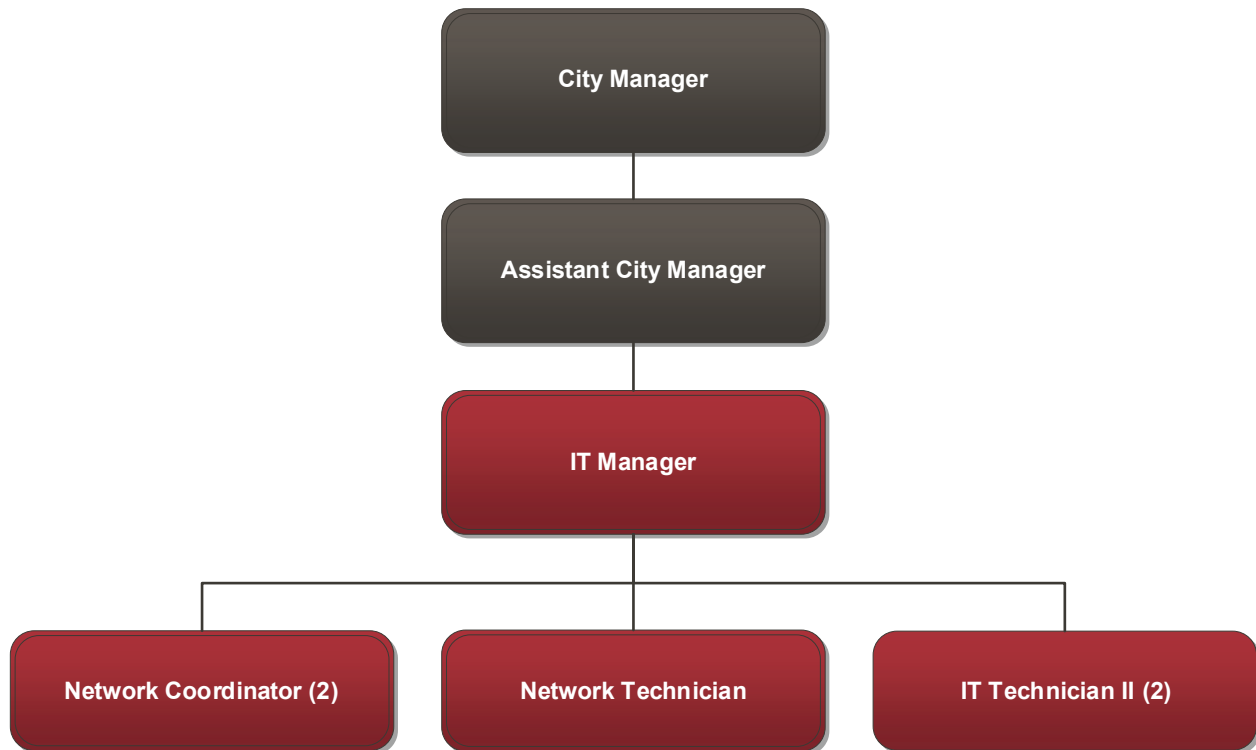 City Manager
Assistant City Manager
IT Manager
Network Coordinator (2)
Network Technician
IT Technician II (2)